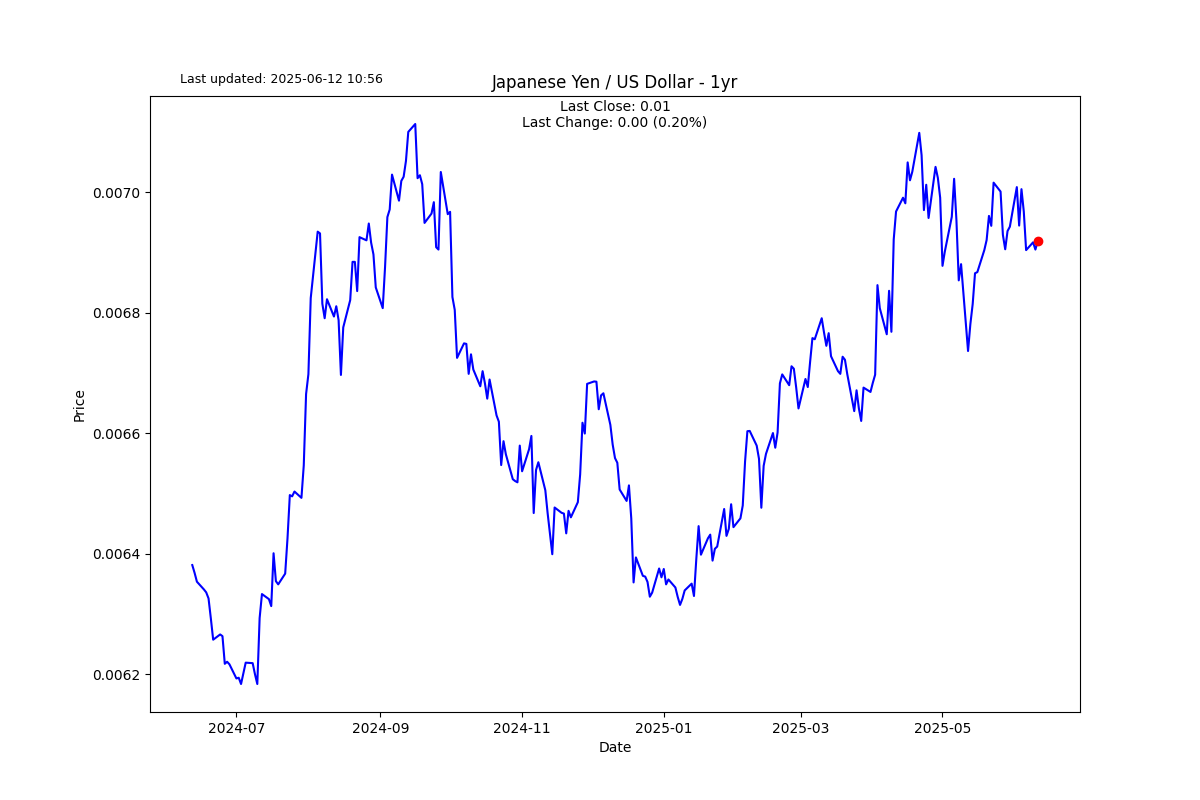 Last updated: 2025-06-12 10:56
Japanese Yen / US Dollar - 1yr
Last Close: 0.01
Last Change: 0.00 (0.20%)
0.0070
0.0068
0.0066
0.0064
0.0062
Price
2024-07
2024-09
2024-11
2025-01
2025-03
2025-05
Date